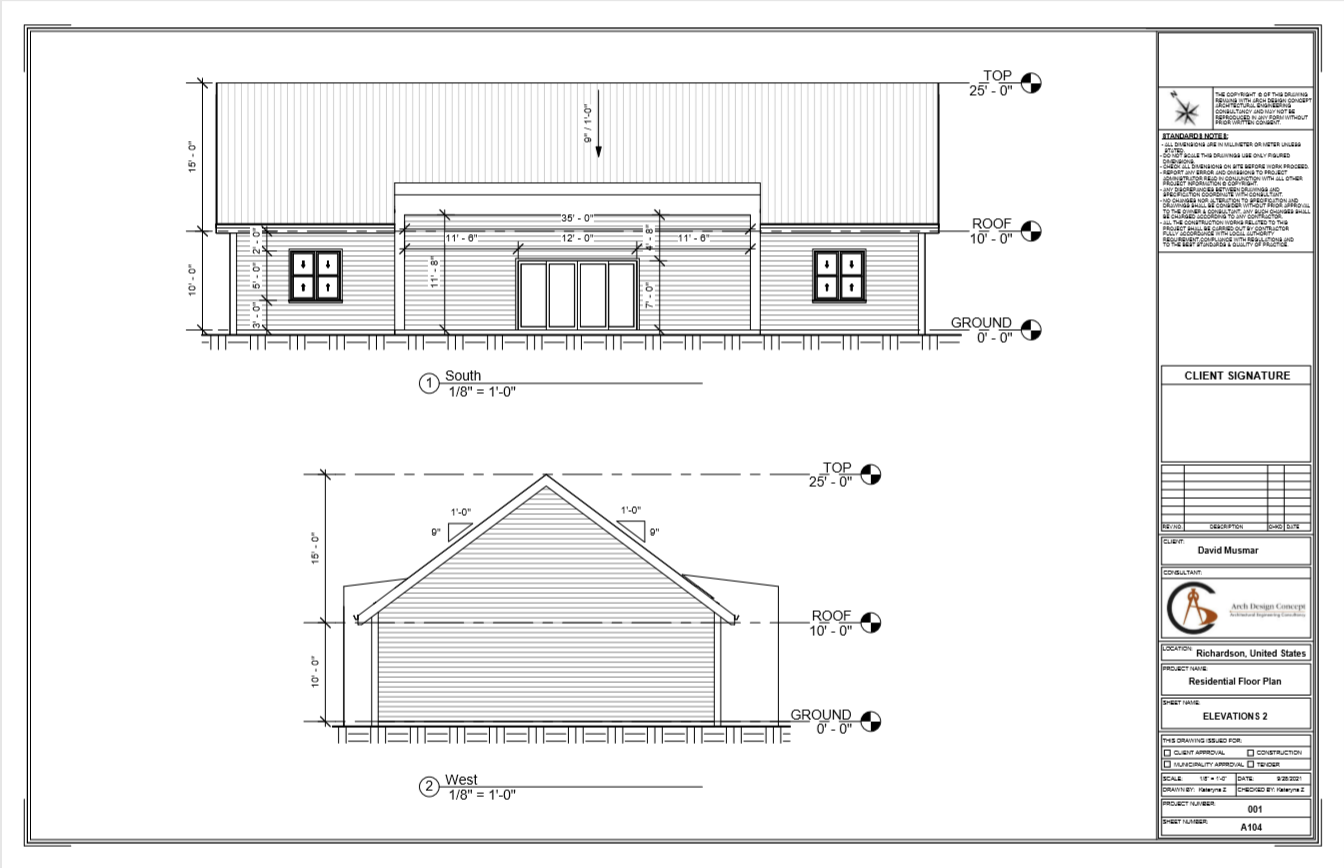 TOP
25' - 0"
9" / 1'-0"
15' - 0"
35' - 0"
ROOF
10' - 0"
2' - 0"
11' - 6"
12' - 0"
11' - 6"
4' - 8"
10' - 0"
5' - 0"
11' - 8"
7' - 0"
3' - 0"
GROUND
0' - 0"
1
South
1/8" = 1'-0"
TOP
25' - 0"
1'-0"
9"
1'-0"
9"
15' - 0"
ROOF
10' - 0"
10' - 0"
GROUND
0' - 0"
2
West
1/8" = 1'-0"
THE COPYRIGHT © OF THIS DRAWING
REMAINS WITH ARCH DESIGN CONCEPT
ARCHITECTURAL ENGINEERING
CONSULTANCY AND MAY NOT BE
REPRODUCED IN ANY FORM WITHOUT
PRIOR WRITTEN CONSENT.
STANDARDS NOTES:
- ALL DIMENSIONS ARE IN MILLIMETER OR METER UNLESS
STATED.
- DO NOT SCALE THIS DRAWINGS USE ONLY FIGURED
DIMENSIONS.
- CHECK ALL DIMENSIONS ON SITE BEFORE WORK PROCEED.
- REPORT ANY ERROR AND OMISSIONS TO PROJECT
ADMINISTRATOR READ IN CONJUNCTION WITH ALL OTHER
PROJECT INFORMATION © COPYRIGHT.
- ANY DISCREPANCIES BETWEEN DRAWINGS AND
SPECIFICATION COORDINATE WITH CONSULTANT.
- NO CHANGES NOR ALTERATION TO SPECIFICATION AND
DRAWINGS SHALL BE CONSIDER WITHOUT PRIOR APPROVAL
TO THE OWNER & CONSULTANT. ANY SUCH CHANGES SHALL
BE CHARGED ACCORDING TO ANY CONTRACTOR.
- ALL THE CONSTRUCTION WORKS RELATED TO THIS
PROJECT SHALL BE CARRIED OUT BY CONTRACTOR
FULLY ACCORDANCE WITH LOCAL AUTHORITY
REQUIREMENT,COMPLIANCE WITH REGULATIONS AND
TO THE BEST STANDARDS & QUALITY OF PRACTICE.
CLIENT SIGNATURE
REV.NO. DESCRIPTION CHKD DATE
CLIENT:
David Musmar
CONSULTANT:
Arch Design Concept
Architectural Engineering Consultancy
LOCATION: Richardson, United States
PROJECT NAME:
Residential Floor Plan
SHEET NAME:
ELEVATIONS 2
THIS DRAWING ISSUED FOR:
CLIENT APPROVAL CONSTRUCTION
MUNICIPALITY APPROVAL TENDER
SCALE: 1/8" = 1'-0" DATE: 9/28/2021
DRAWN BY: Kateryna Z CHECKED BY: Kateryna Z
PROJECT NUMBER:
001
SHEET NUMBER:
A104